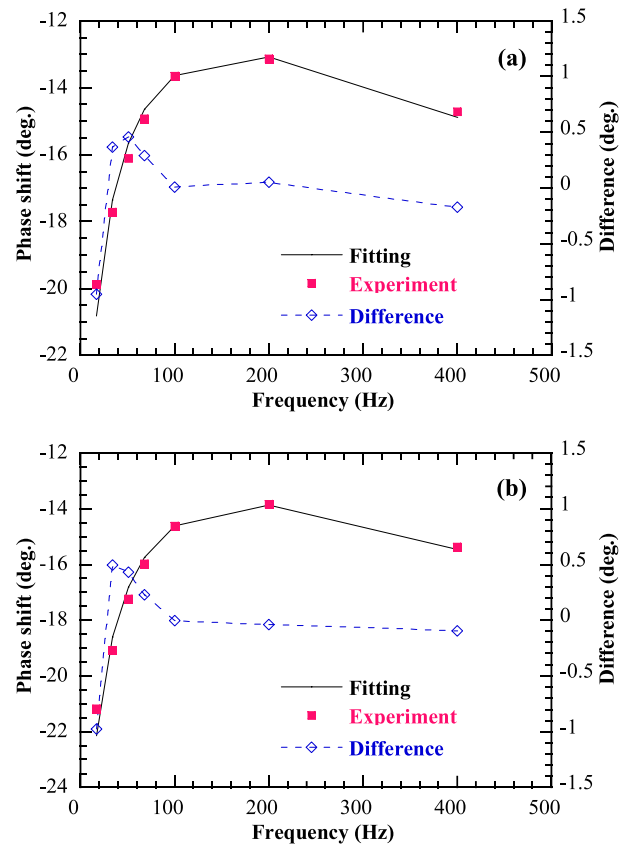 (a)
Phase shift (deg.)
-12
-14
-16
-18
-20
-22
1.5
1
0.5
0
-0.5
-1
-1.5
Difference (deg.)
Fitting
Experiment
Difference
0 100 200 300 400 500
Frequency (Hz)
(b)
Phase shift (deg.)
-12
-14
-16
-18
-20
-22
-24
1.5
1
0.5
0
-0.5
-1
-1.5
Difference (deg.)
Fitting
Experiment
Difference
0 100 200 300 400 500
Frequency (Hz)